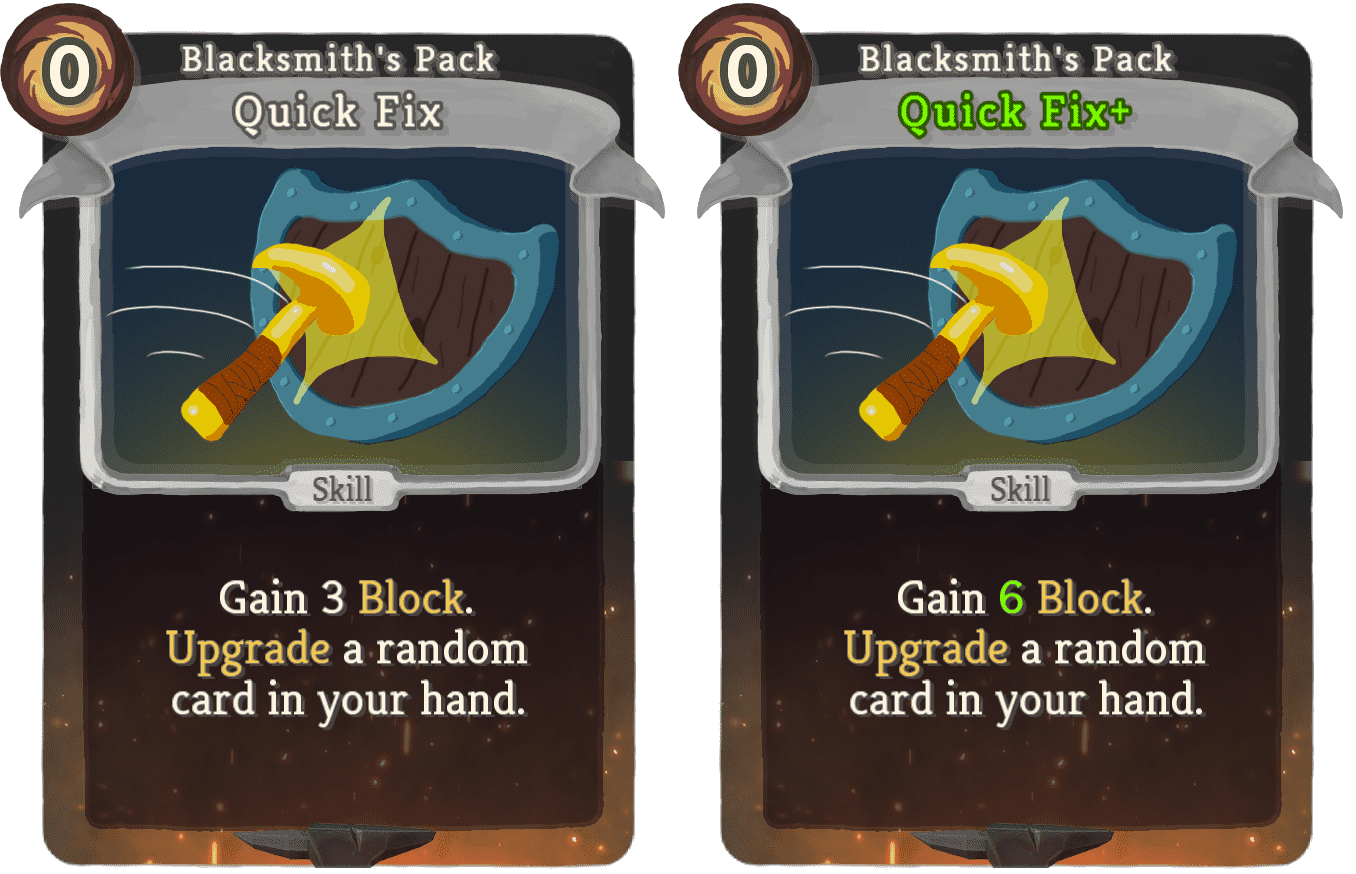 0
Blacksmith's Pack
Quick Fix
Skill
Gain 3 Block.
Upgrade a random
card in your hand.
0
Blacksmith's Pack
Quick Fix+
Skill
Gain 6 Block.
Upgrade a random
card in your hand.